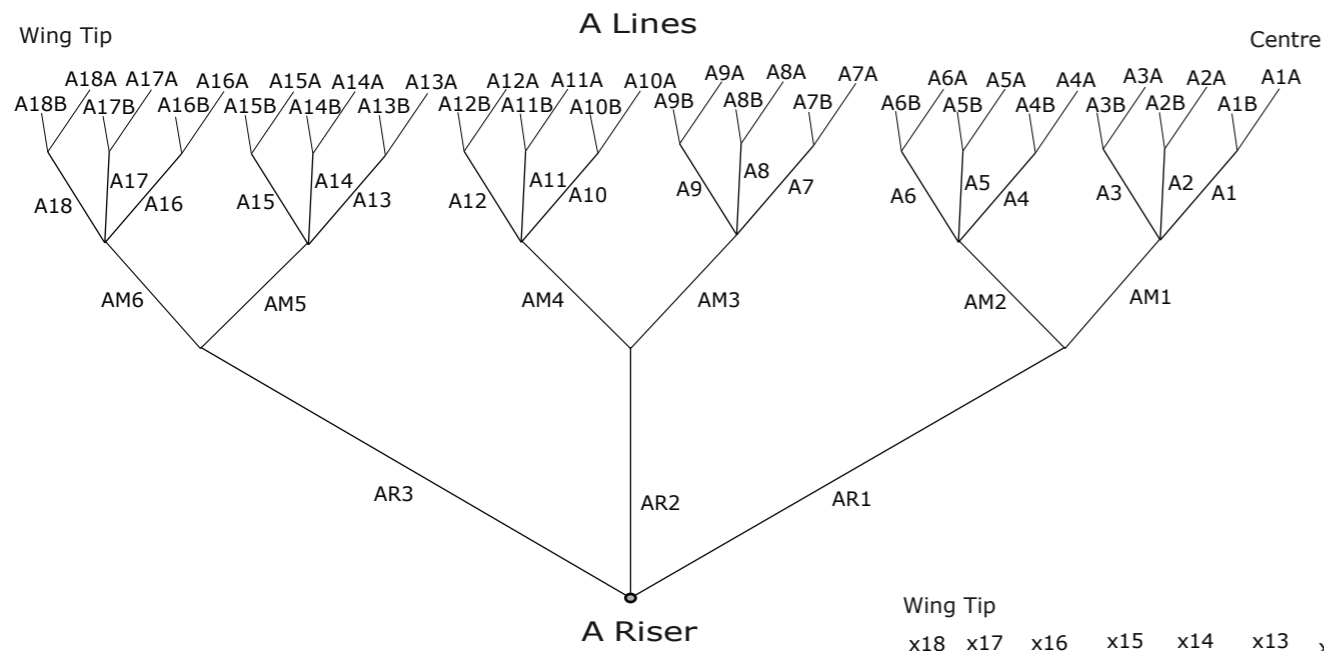 A Lines
Wing Tip Centre
A18A A17A A16A A15A A14A A13A A12A A11A A10A A9A A8A A7A A6A A5A A4A A3A A2A A1A
A18B A17B A16B A15B A14B A13B A12B A11B A10B A9B A8B A7B A6B A5B A4B A3B A2B A1B
A18 A17 A16 A15 A14 A13 A12 A11 A10 A9 A8 A7 A6 A5 A4 A3 A2 A1
AM6 AM5 AM4 AM3 AM2 AM1
AR3 AR2 AR1
A Riser
Wing Tip
x18 x17 x16 x15 x14 x13